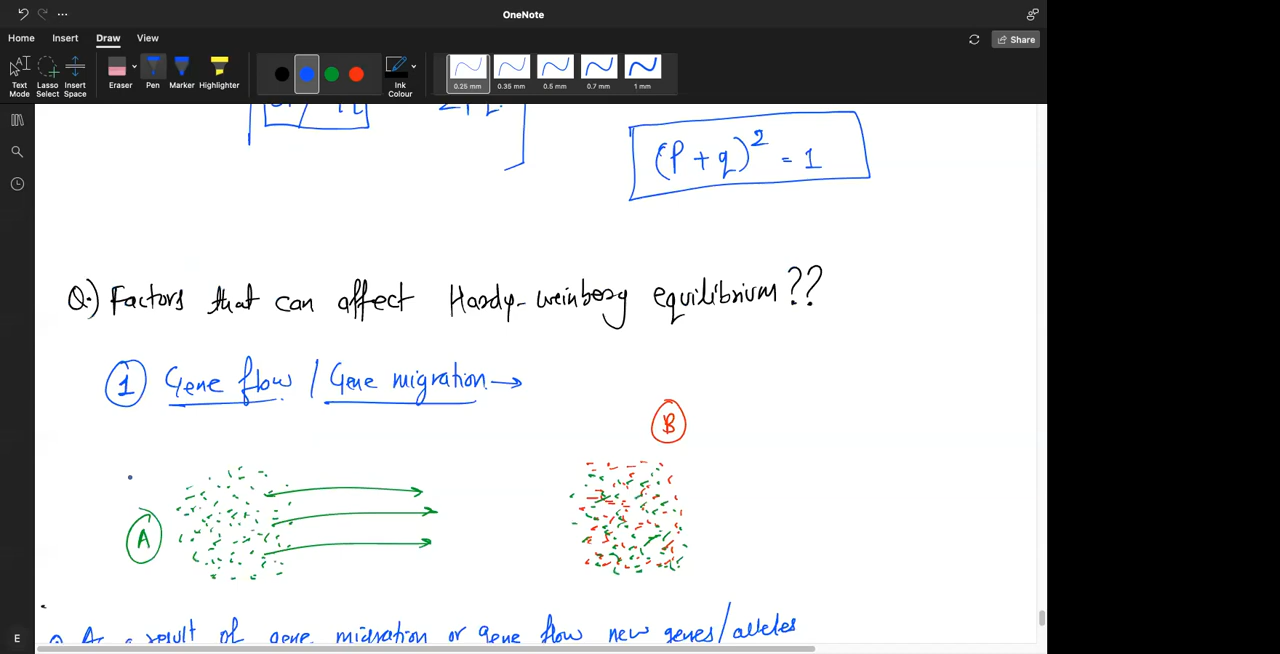 OneNote
Home Insert Draw View
Share
Text Mode Lasso Select Insert Space Eraser Pen Marker Highlighter Ink Colour 0.25 mm 0.35 mm 0.5 mm 0.7 mm 1 mm
(p + q)² = 1
Q.) Factors that can affect Hardy-weinberg equilibrium??
1 Gene flow / Gene migration →
B
A
As a result of gene migration or gene flow new genes/alleles
E